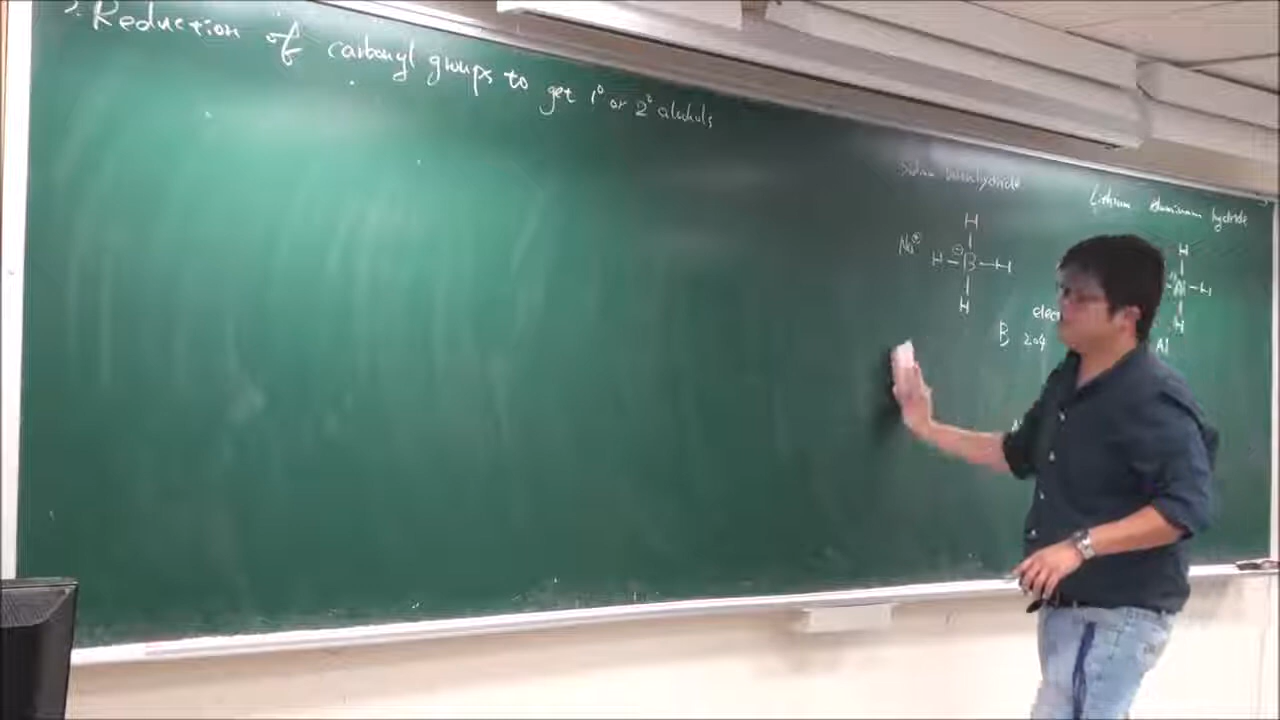 Reduction of carbonyl groups to get 1° or 2° alcohols
Sodium borohydride
Lithium aluminum hydride
H
Na⊕ H–B⊖–H
H
H
Al–H
H
elec
B 2.04 Al